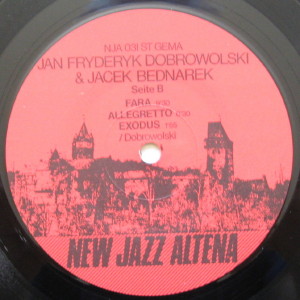 NJA 031 ST GEMA
JAN FRYDERYK DOBROWOLSKI
& JACEK BEDNAREK
Seite B
FARA
ALLEGRETTO
EXODUS
/ Dobrowolski
NEW JAZZ ALTENA